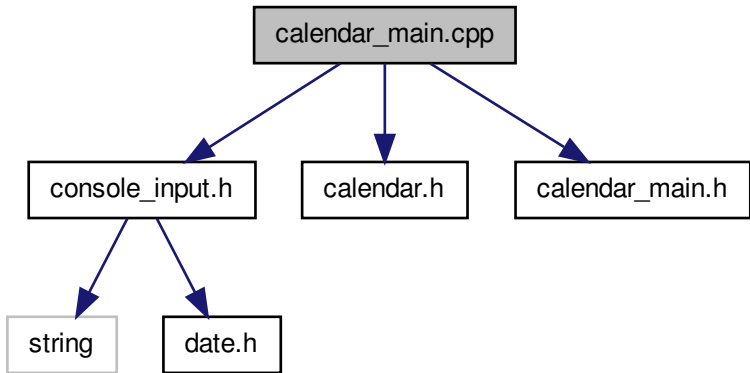 calendar_main.cpp
console_input.h
calendar.h
calendar_main.h
string
date.h